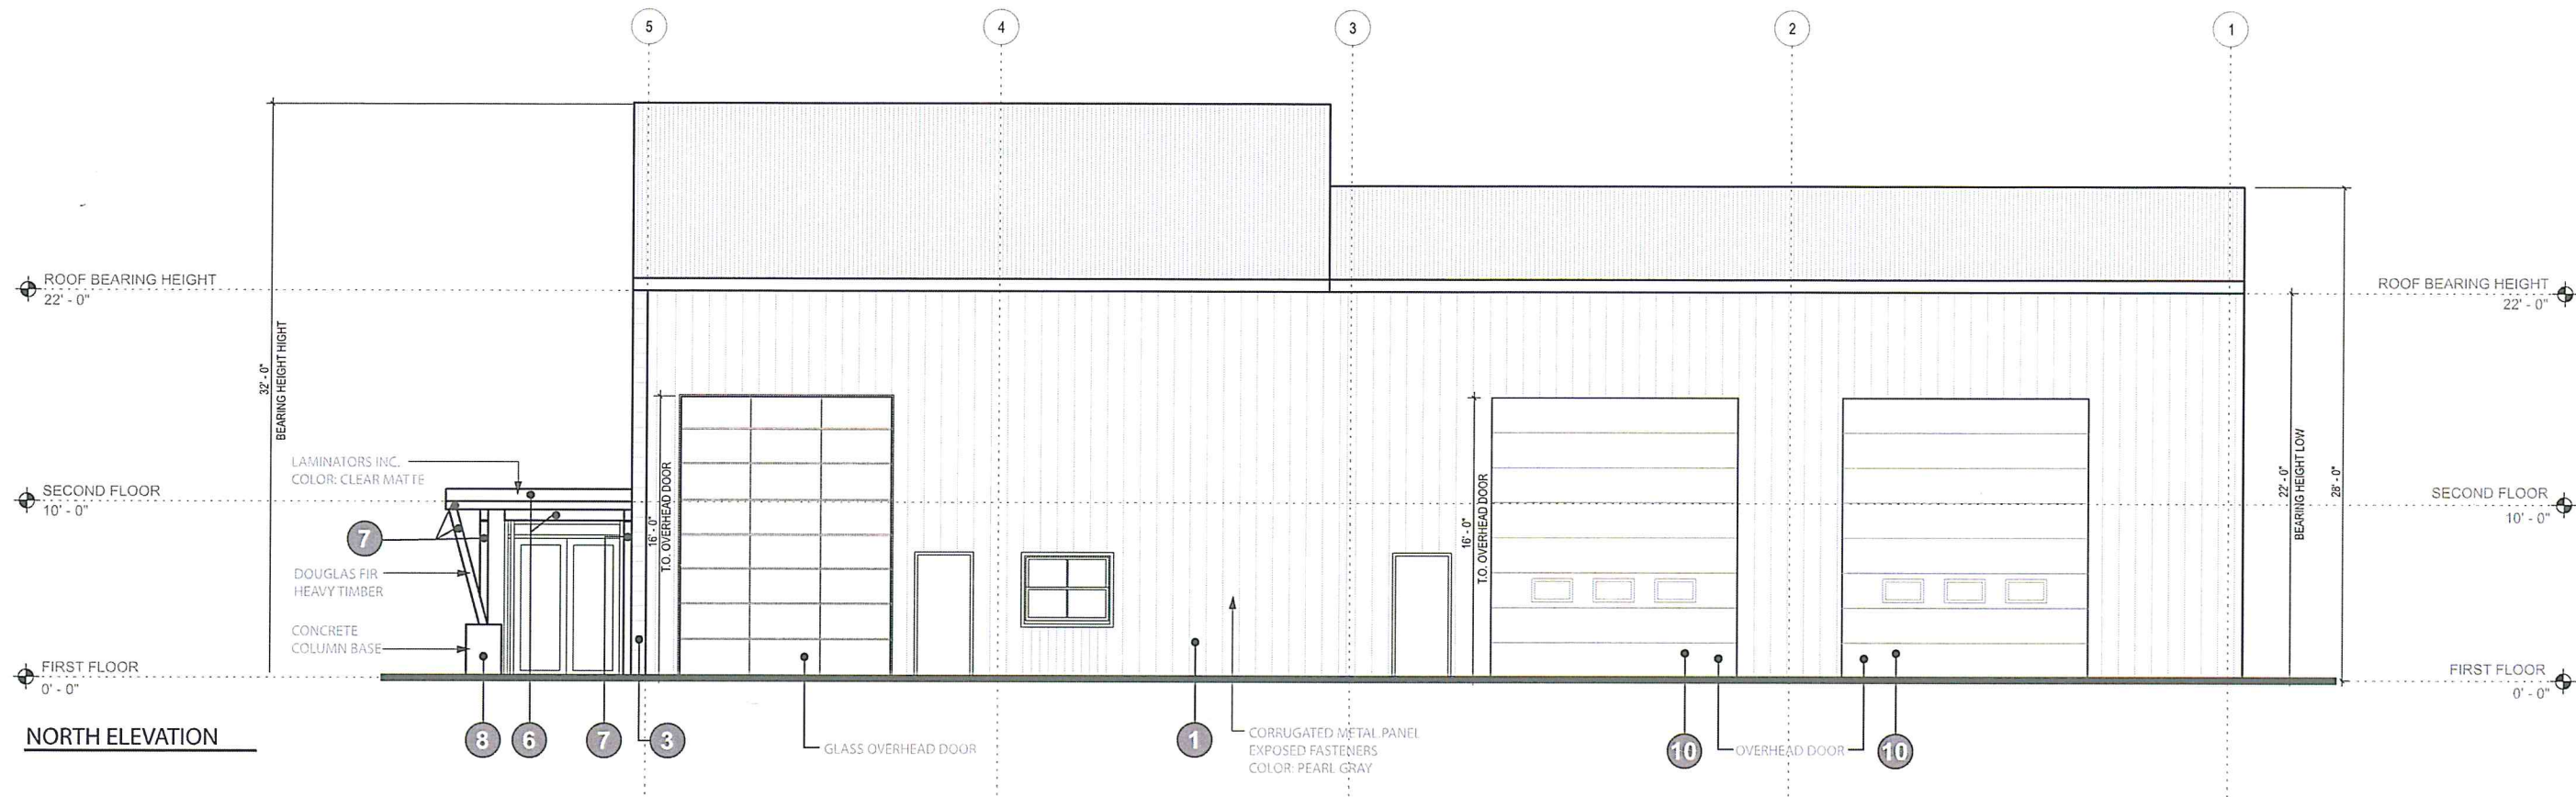 5
4
3
2
1
ROOF BEARING HEIGHT
22' - 0"
ROOF BEARING HEIGHT
22' - 0"
32' - 0"
BEARING HEIGHT HIGH
LAMINATORS INC.
COLOR: CLEAR MATTE
SECOND FLOOR
10' - 0"
SECOND FLOOR
10' - 0"
16' - 0"
T.O. OVERHEAD DOOR
16' - 0"
T.O. OVERHEAD DOOR
22' - 0"
BEARING HEIGHT LOW
28' - 0"
7
DOUGLAS FIR
HEAVY TIMBER
CONCRETE
COLUMN BASE
FIRST FLOOR
0' - 0"
FIRST FLOOR
0' - 0"
NORTH ELEVATION
8
6
7
3
GLASS OVERHEAD DOOR
1
CORRUGATED METAL PANEL
EXPOSED FASTENERS
COLOR: PEARL GRAY
10
OVERHEAD DOOR
10